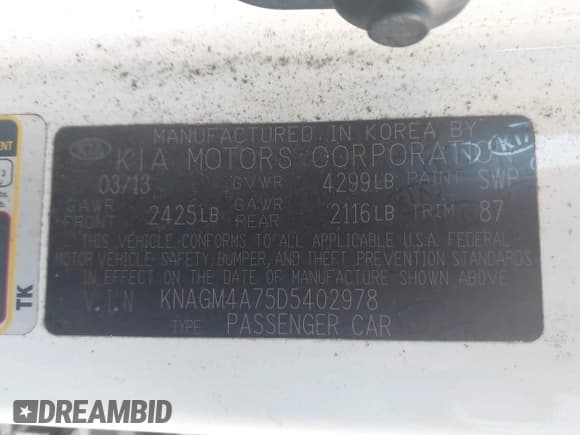 MANUFACTURED IN KOREA BY
KIA KIA MOTORS CORPORATION
03/13 GVWR 4299LB PAINT SWP
GAWR FRONT 2425LB GAWR REAR 2116LB TRIM 87
THIS VEHICLE CONFORMS TO ALL APPLICABLE U.S.A. FEDERAL
MOTOR VEHICLE SAFETY, BUMPER, AND THEFT PREVENTION STANDARDS
IN EFFECT ON THE DATE OF MANUFACTURE SHOWN ABOVE
V.I.N KNAGM4A75D5402978
TYPE PASSENGER CAR
TK
DREAMBID